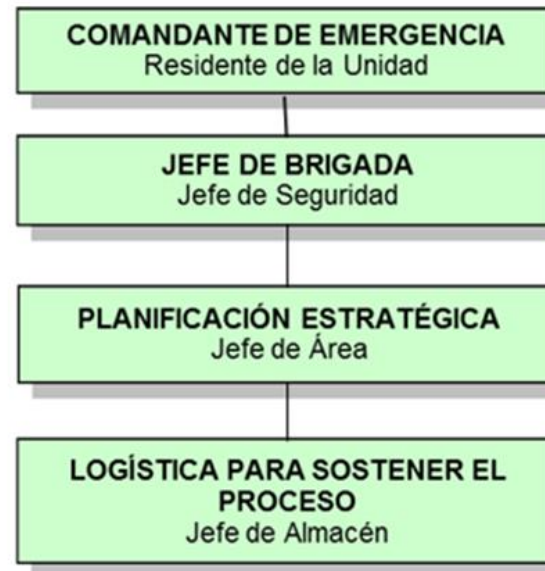 COMANDANTE DE EMERGENCIA
Residente de la Unidad
JEFE DE BRIGADA
Jefe de Seguridad
PLANIFICACIÓN ESTRATÉGICA
Jefe de Área
LOGÍSTICA PARA SOSTENER EL
PROCESO
Jefe de Almacén